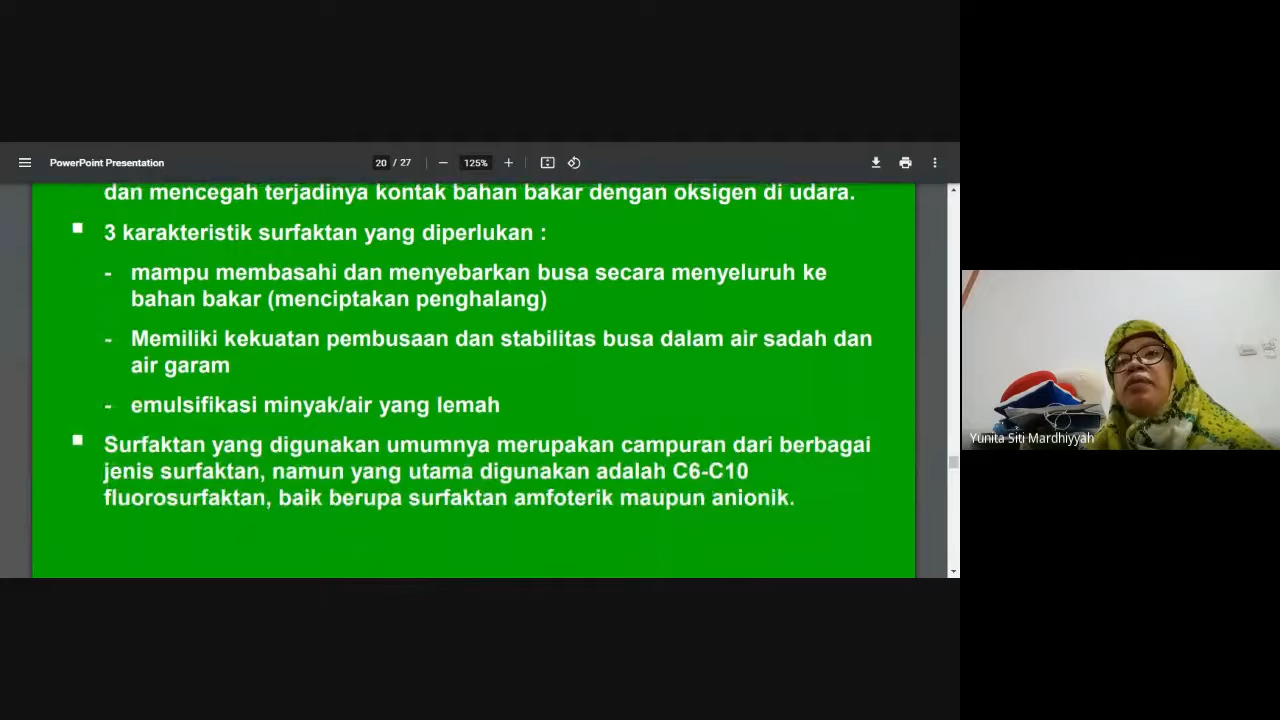 PowerPoint Presentation
20 / 27
125%
dan mencegah terjadinya kontak bahan bakar dengan oksigen di udara.
3 karakteristik surfaktan yang diperlukan :
- mampu membasahi dan menyebarkan busa secara menyeluruh ke
bahan bakar (menciptakan penghalang)
- Memiliki kekuatan pembusaan dan stabilitas busa dalam air sadah dan
air garam
- emulsifikasi minyak/air yang lemah
Surfaktan yang digunakan umumnya merupakan campuran dari berbagai
jenis surfaktan, namun yang utama digunakan adalah C6-C10
fluorosurfaktan, baik berupa surfaktan amfoterik maupun anionik.
Yunita Siti Mardhiyyah